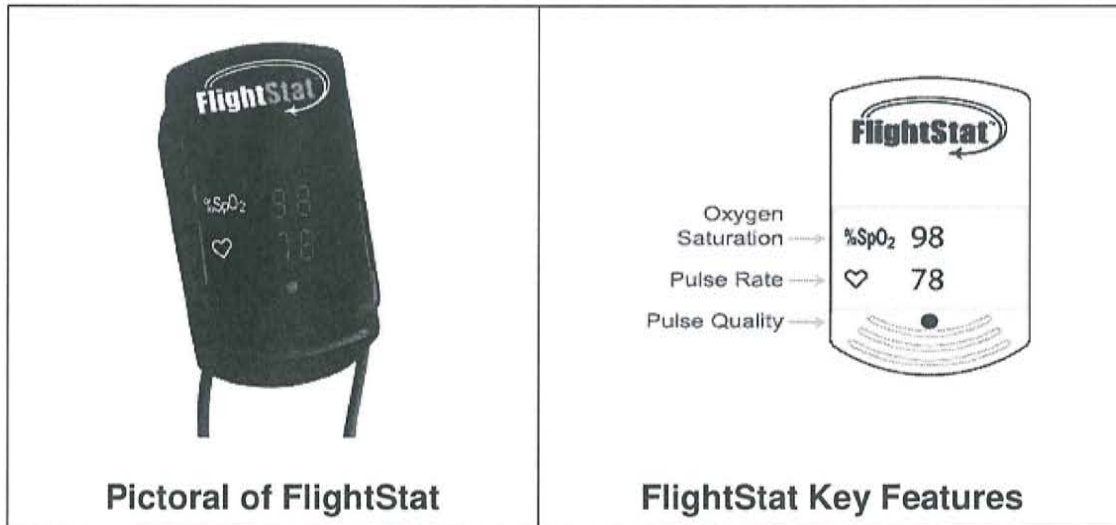 FlightStat
%SpO₂ 98
78
Pictoral of FlightStat
FlightStat™
Oxygen
Saturation
%SpO₂ 98
Pulse Rate
78
Pulse Quality
FlightStat Key Features